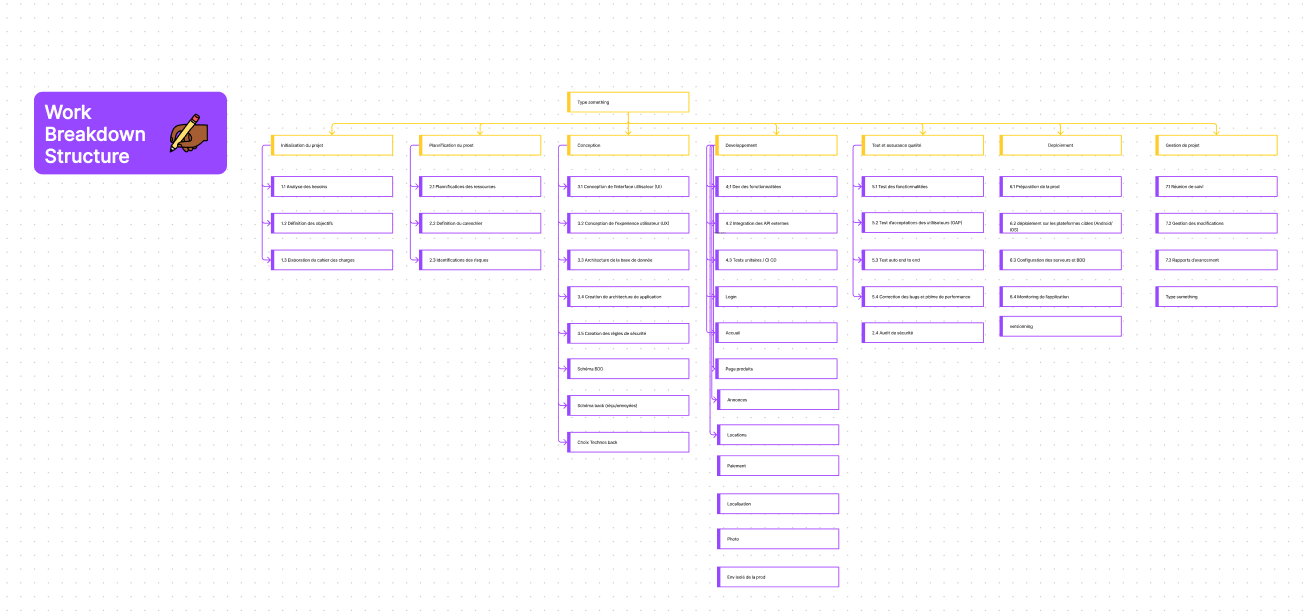 Work
Breakdown
Structure
Type something
Initialisation du projet
1.1 Analyse des besoins
1.2 Définition des objectifs
1.3 Elaboration du cahier des charges
Plannification du projet
2.1 Plannifications des ressources
2.2 Définition du calendrier
2.3 Identifications des risques
Conception
3.1 Conception de l'interface utilisateur (UI)
3.2 Conception de l'expérience utilisateur (UX)
3.3 Architecture de la base de donnée
3.4 Creation de architecture de application
3.5 Creation des règles de sécurité
Schéma BDD
Schéma back (reçu/envoyées)
Choix Technos back
Developpement
4.1 Dev des fonctionnalitées
4.2 Integration des API externes
4.3 Tests unitaires / CI CD
Login
Accueil
Page produits
Annonces
Locations
Paiement
Localisation
Photo
Env isolé de la prod
Test et assurance qualité
5.1 Test des fonctionnalitées
5.2 Test d'acceptations des utilisateurs (UAP)
5.3 Test auto end to end
5.4 Correction des bugs et optime de performance
2.4 Audit de sécurité
Deploiement
6.1 Préparation de la prod
6.2 déploiement sur les plateformes cibles (Android/
iOS)
6.3 Configuration des serveurs et BDD
6.4 Monitoring de l'application
versionning
Gestion de projet
7.1 Réunion de suivi
7.2 Gestion des modifications
7.3 Rapports d'avancement
Type something